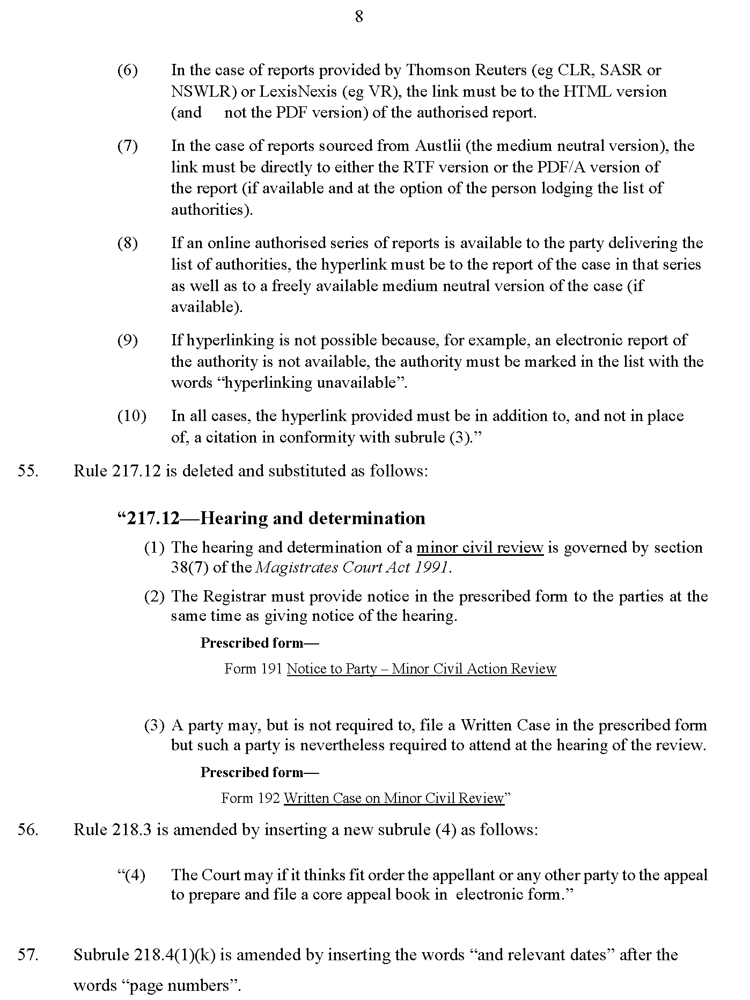 8
(6) In the case of reports provided by Thomson Reuters (eg CLR, SASR or
NSWLR) or LexisNexis (eg VR), the link must be to the HTML version
(and not the PDF version) of the authorised report.
(7) In the case of reports sourced from Austlii (the medium neutral version), the
link must be directly to either the RTF version or the PDF/A version of
the report (if available and at the option of the person lodging the list of
authorities).
(8) If an online authorised series of reports is available to the party delivering the
list of authorities, the hyperlink must be to the report of the case in that series
as well as to a freely available medium neutral version of the case (if
available).
(9) If hyperlinking is not possible because, for example, an electronic report of
the authority is not available, the authority must be marked in the list with the
words “hyperlinking unavailable”.
(10) In all cases, the hyperlink provided must be in addition to, and not in place
of, a citation in conformity with subrule (3).”
55. Rule 217.12 is deleted and substituted as follows:
“217.12—Hearing and determination
(1) The hearing and determination of a minor civil review is governed by section
38(7) of the Magistrates Court Act 1991.
(2) The Registrar must provide notice in the prescribed form to the parties at the
same time as giving notice of the hearing.
Prescribed form—
Form 191 Notice to Party – Minor Civil Action Review
(3) A party may, but is not required to, file a Written Case in the prescribed form
but such a party is nevertheless required to attend at the hearing of the review.
Prescribed form—
Form 192 Written Case on Minor Civil Review”
56. Rule 218.3 is amended by inserting a new subrule (4) as follows:
“(4) The Court may if it thinks fit order the appellant or any other party to the appeal
to prepare and file a core appeal book in electronic form.”
57. Subrule 218.4(1)(k) is amended by inserting the words “and relevant dates” after the
words “page numbers”.